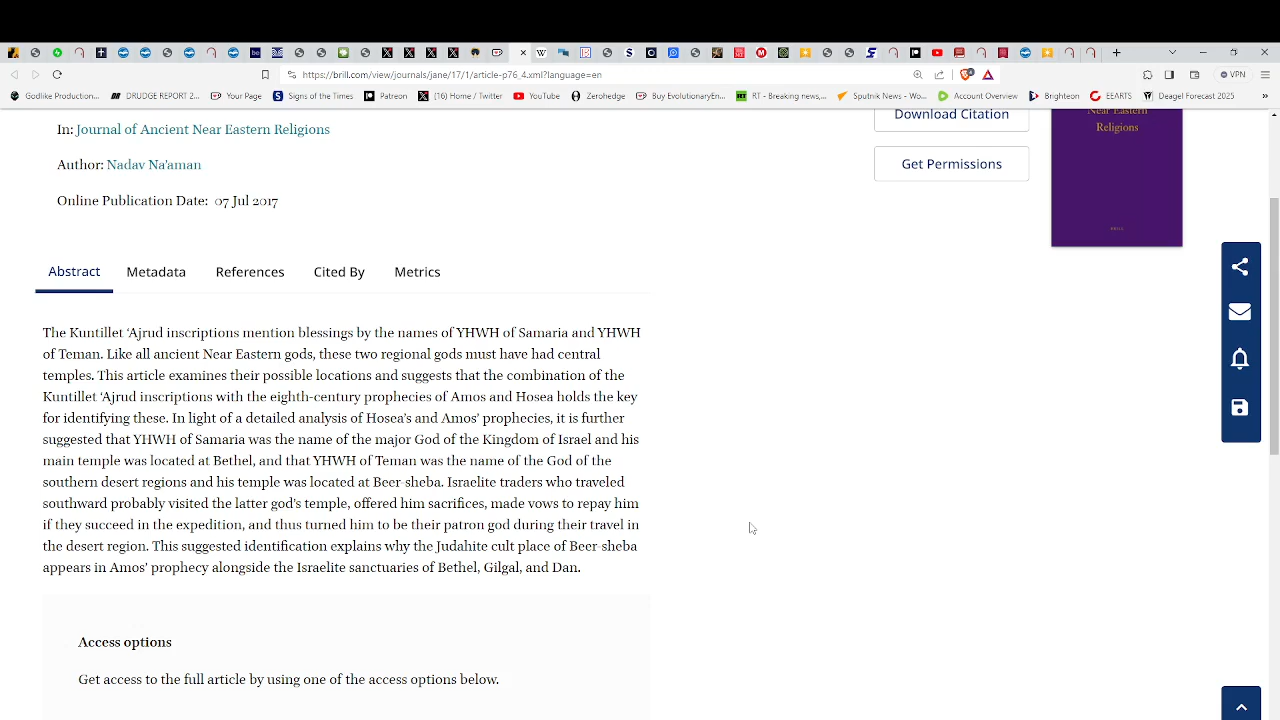 https://brill.com/view/journals/jane/17/1/article-p76_4.xml?language=en
VPN
Godlike Production...
DRUDGE REPORT 2...
Your Page
Signs of the Times
Patreon
(16) Home / Twitter
YouTube
Zerohedge
Buy EvolutionaryEn...
RT - Breaking news,...
Sputnik News - Wo...
Account Overview
Brighteon
EEARTS
Deagel Forecast 2025
In: Journal of Ancient Near Eastern Religions
Author: Nadav Na'aman
Online Publication Date: 07 Jul 2017
Download Citation
Get Permissions
Near Eastern
Religions
BRILL
Abstract
Metadata
References
Cited By
Metrics
The Kuntillet ‘Ajrud inscriptions mention blessings by the names of YHWH of Samaria and YHWH
of Teman. Like all ancient Near Eastern gods, these two regional gods must have had central
temples. This article examines their possible locations and suggests that the combination of the
Kuntillet ‘Ajrud inscriptions with the eighth-century prophecies of Amos and Hosea holds the key
for identifying these. In light of a detailed analysis of Hosea’s and Amos’ prophecies, it is further
suggested that YHWH of Samaria was the name of the major God of the Kingdom of Israel and his
main temple was located at Bethel, and that YHWH of Teman was the name of the God of the
southern desert regions and his temple was located at Beer-sheba. Israelite traders who traveled
southward probably visited the latter god’s temple, offered him sacrifices, made vows to repay him
if they succeed in the expedition, and thus turned him to be their patron god during their travel in
the desert region. This suggested identification explains why the Judahite cult place of Beer-sheba
appears in Amos’ prophecy alongside the Israelite sanctuaries of Bethel, Gilgal, and Dan.
Access options
Get access to the full article by using one of the access options below.